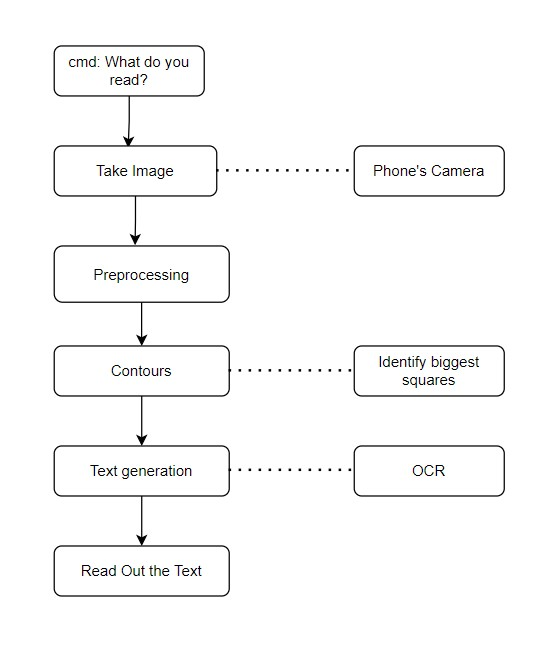 cmd: What do you
read?
Take Image
Phone's Camera
Preprocessing
Contours
Identify biggest
squares
Text generation
OCR
Read Out the Text